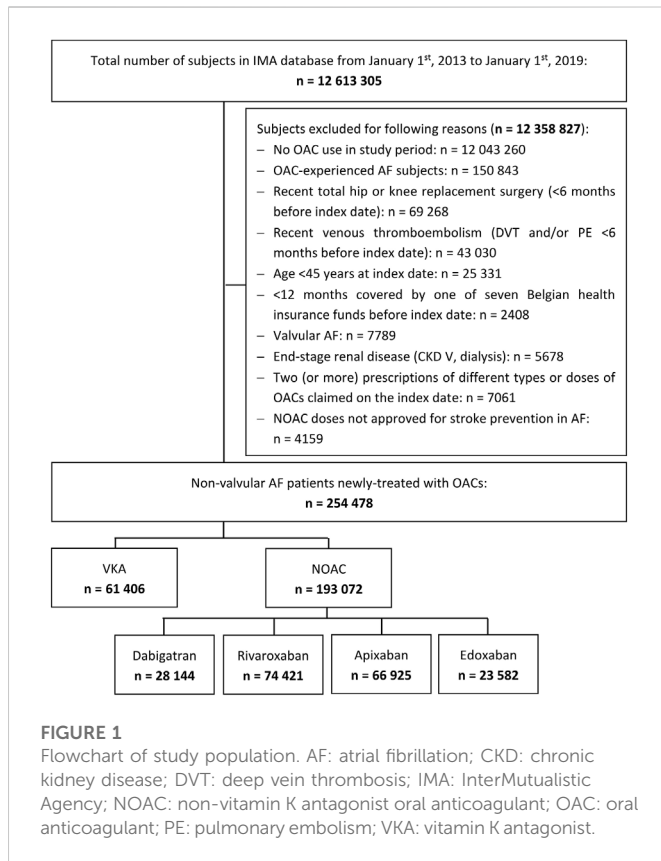 Total number of subjects in IMA database from January 1st, 2013 to January 1st, 2019:
n = 12 613 305
Subjects excluded for following reasons (n = 12 358 827):
– No OAC use in study period: n = 12 043 260
– OAC-experienced AF subjects: n = 150 843
– Recent total hip or knee replacement surgery (<6
months before index date): n = 69 268
– Recent venous thromboembolism (DVT and/or PE <6
months before index date): n = 43 030
– Age <45 years at index date: n = 25 331
– <12 months covered by one of seven Belgian health
insurance funds before index date: n = 2408
– Valvular AF: n = 7789
– End-stage renal disease (CKD V, dialysis): n = 5678
– Two (or more) prescriptions of different types or doses of
OACs claimed on the index date: n = 7061
– NOAC doses not approved for stroke prevention in AF:
n = 4159
Non-valvular AF patients newly-treated with OACs:
n = 254 478
VKA
n = 61 406
NOAC
n = 193 072
Dabigatran
n = 28 144
Rivaroxaban
n = 74 421
Apixaban
n = 66 925
Edoxaban
n = 23 582
FIGURE 1
Flowchart of study population. AF: atrial fibrillation; CKD: chronic
kidney disease; DVT: deep vein thrombosis; IMA: InterMutualistic
Agency; NOAC: non-vitamin K antagonist oral anticoagulant; OAC: oral
anticoagulant; PE: pulmonary embolism; VKA: vitamin K antagonist.